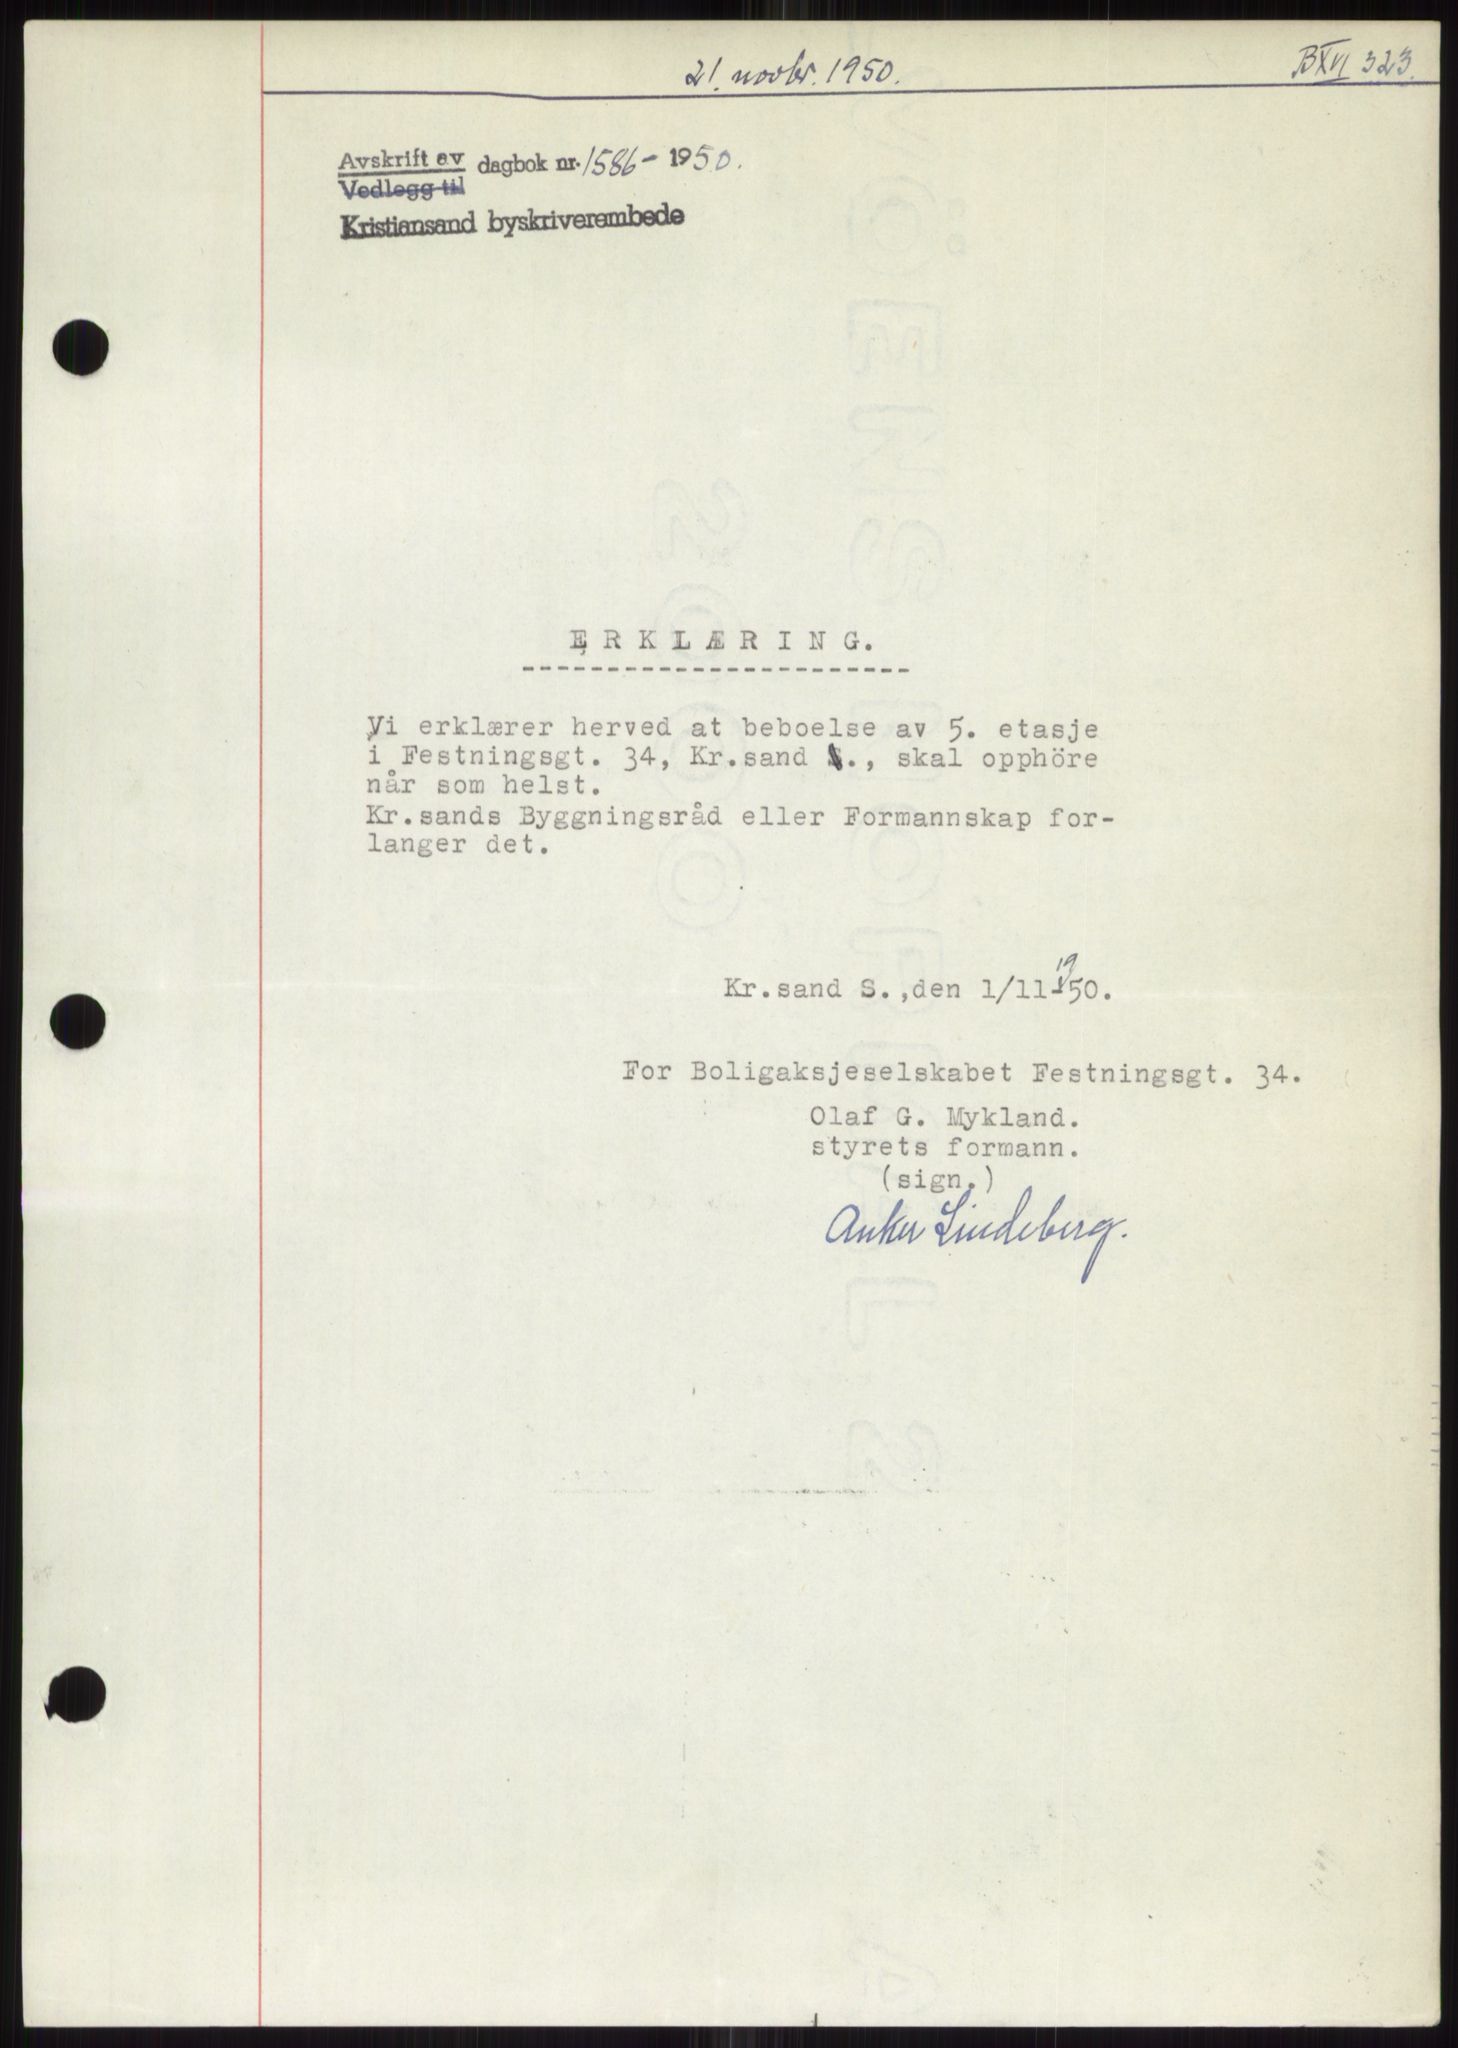 21. novbr. 1950.
BXVI 323.
Avskrift av dagbok nr. 1586 - 1950.
Vedlegg til
Kristiansand byskriverembede
ERKLÆRING.
-----------------------
Vi erklærer herved at beboelse av 5. etasje
i Festningsgt. 34, Kr.sand S., skal opphöre
når som helst.
Kr.sands Byggningsråd eller Formannskap for-
langer det.
Kr.sand S.,den 1/11-1950.
For Boligaksjeselskabet Festningsgt. 34.
Olaf G. Mykland.
styrets formann.
(sign.)
Anker Lindeberg.